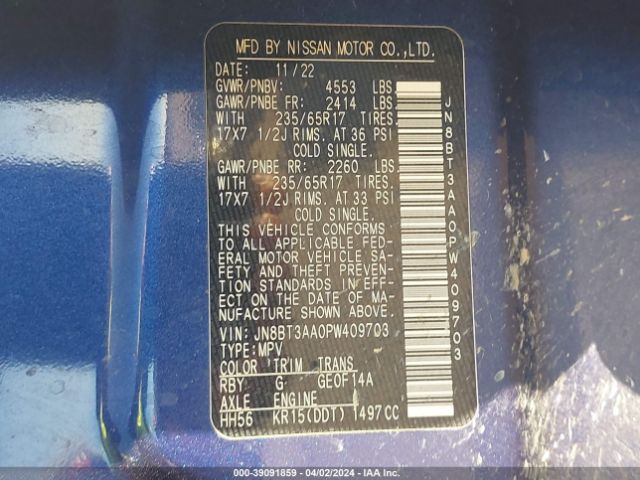 MFD BY NISSAN MOTOR CO.,LTD.
DATE: 11/22
GVWR/PNBV: 4553 LBS
GAWR/PNBE FR: 2414 LBS.
WITH 235/65R17 TIRES.
17X7 1/2J RIMS. AT 36 PSI
COLD SINGLE.
GAWR/PNBE RR: 2260 LBS.
WITH 235/65R17 TIRES.
17X7 1/2J RIMS. AT 33 PSI
COLD SINGLE.
THIS VEHICLE CONFORMS
TO ALL APPLICABLE FED-
ERAL MOTOR VEHICLE SA-
FETY AND THEFT PREVEN-
TION STANDARDS IN EFF-
ECT ON THE DATE OF MA-
NUFACTURE SHOWN ABOVE.
VIN: JN8BT3AA0PW409703
TYPE:MPV
COLOR TRIM TRANS
RBY G GE0F14A
AXLE ENGINE
HH56 KR15(DDT) 1497CC
JN8BT3AA0PW409703
000-39091859 - 04/02/2024 - IAA Inc.